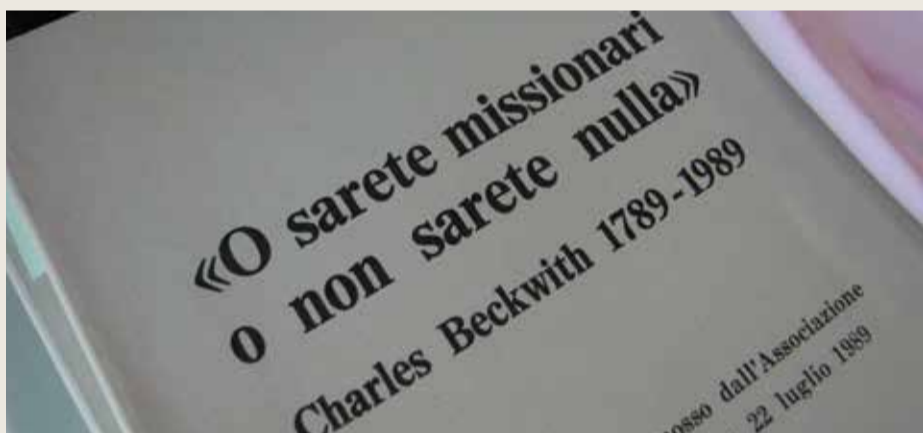 «O sarete missionari
o non sarete nulla»
Charles Beckwith 1789-1989
dall'Associazione
22 luglio 1989